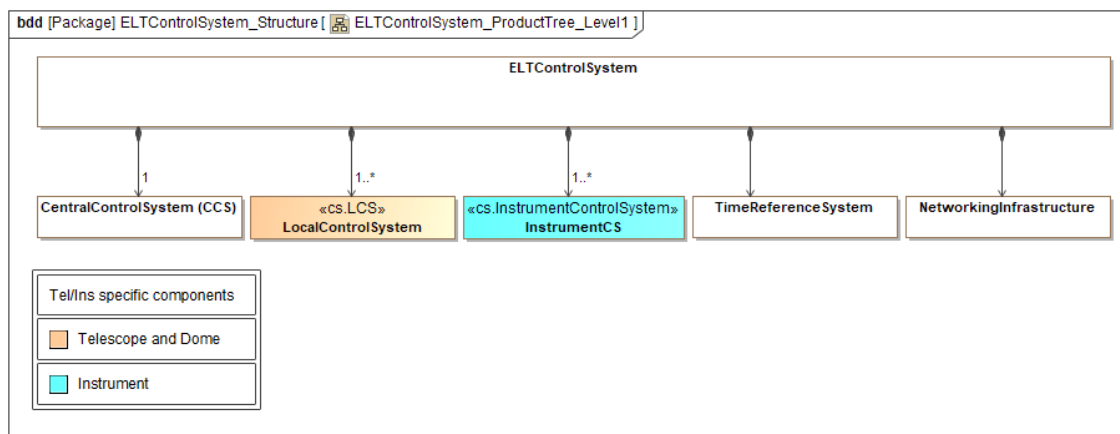 bdd [Package] ELTControlSystem_Structure [ ELTControlSystem_ProductTree_Level1 ]
ELTControlSystem
1
1..*
1..*
CentralControlSystem (CCS)
«cs.LCS»
LocalControlSystem
«cs.InstrumentControlSystem»
InstrumentCS
TimeReferenceSystem
NetworkingInfrastructure
Tel/Ins specific components
Telescope and Dome
Instrument